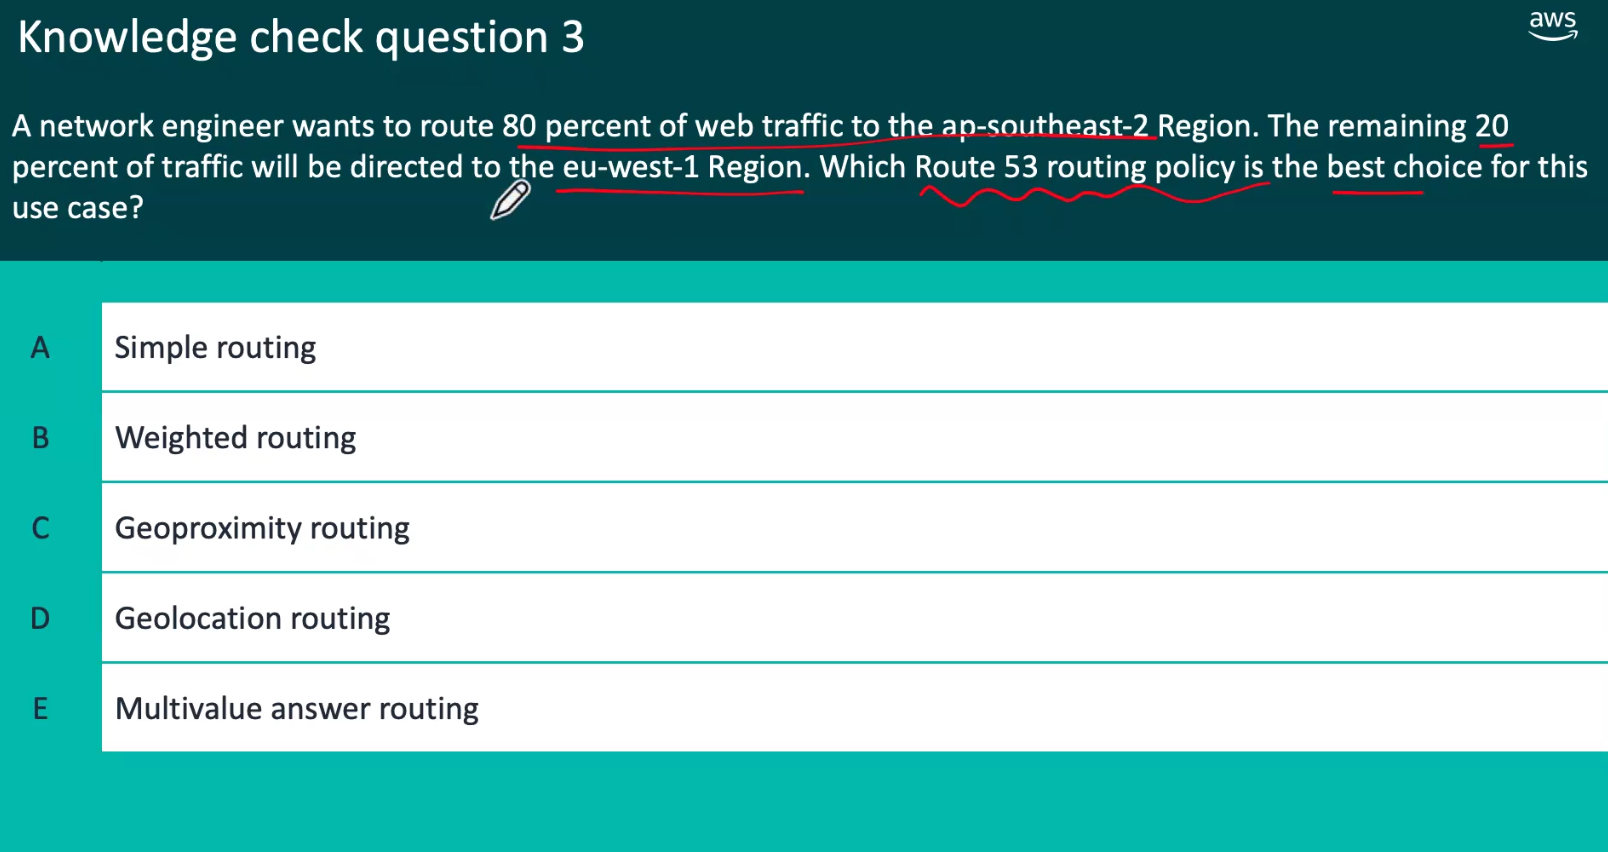 Knowledge check question 3
aws
A network engineer wants to route 80 percent of web traffic to the ap-southeast-2 Region. The remaining 20
percent of traffic will be directed to the eu-west-1 Region. Which Route 53 routing policy is the best choice for this
use case?
A Simple routing
B Weighted routing
C Geoproximity routing
D Geolocation routing
E Multivalue answer routing